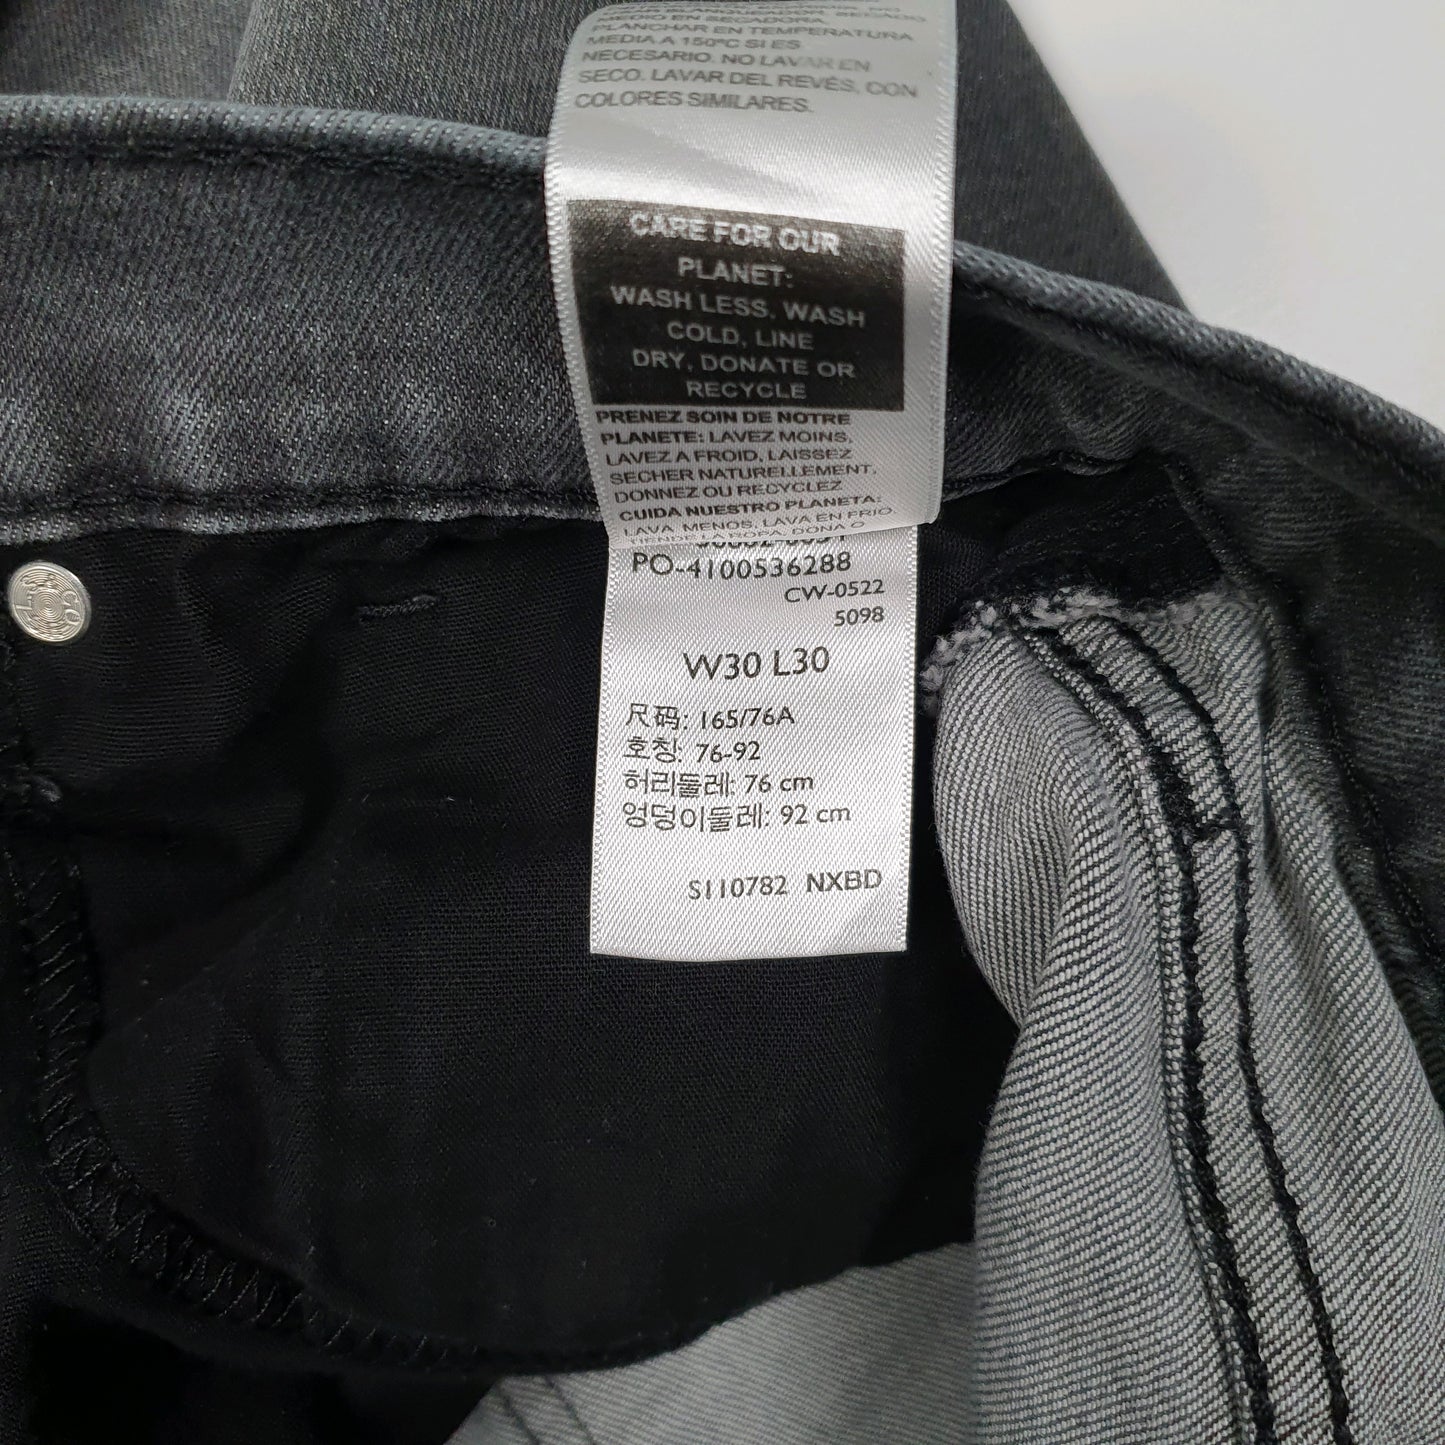 MEDIO EN SECADORA.
PLANCHAR EN TEMPERATURA
MEDIA A 150ºC SI ES
NECESARIO. NO LAVAR EN
SECO. LAVAR DEL REVÉS, CON
COLORES SIMILARES.
CARE FOR OUR
PLANET:
WASH LESS, WASH
COLD, LINE
DRY, DONATE OR
RECYCLE
PRENEZ SOIN DE NOTRE
PLANETE: LAVEZ MOINS,
LAVEZ A FROID, LAISSEZ
SECHER NATURELLEMENT,
DONNEZ OU RECYCLEZ
CUIDA NUESTRO PLANETA:
LAVA MENOS, LAVA EN FRIO,
PO-4100536288
CW-0522
5098
W30 L30
尺码: 165/76A
호칭: 76-92
허리둘레: 76 cm
엉덩이둘레: 92 cm
S110782 NXBD